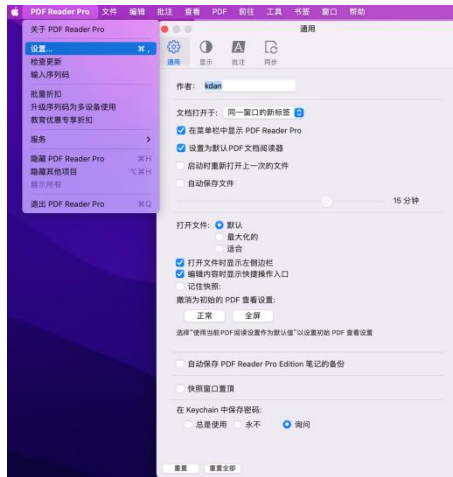 PDF Reader Pro 文件 编辑 批注 查看 PDF 前往 工具 书签 窗口 帮助
关于 PDF Reader Pro
设置... ⌘ ,
检查更新
输入序列码
批量折扣
升级序列码为多设备使用
教育优惠专享折扣
服务 >
隐藏 PDF Reader Pro ⌘H
隐藏其他项目 ⌥⌘H
展示所有
退出 PDF Reader Pro ⌘Q
通用
通用 显示 批注 同步
作者: kdan
文档打开于: 同一窗口的新标签
在菜单栏中显示 PDF Reader Pro
设置为默认PDF文档阅读器
启动时重新打开上一次的文件
自动保存文件
15 分钟
打开文件: 默认
最大化的
适合
打开文件时显示左侧边栏
编辑内容时显示快捷操作入口
记住快照:
撤消为初始的 PDF 查看设置:
正常 全屏
选择"使用当前PDF阅读设置作为默认值"以设置初始 PDF 查看设置
自动保存 PDF Reader Pro Edition 笔记的备份
快照窗口置顶
在 Keychain 中保存密码:
总是使用 永不 询问
重置 重置全部